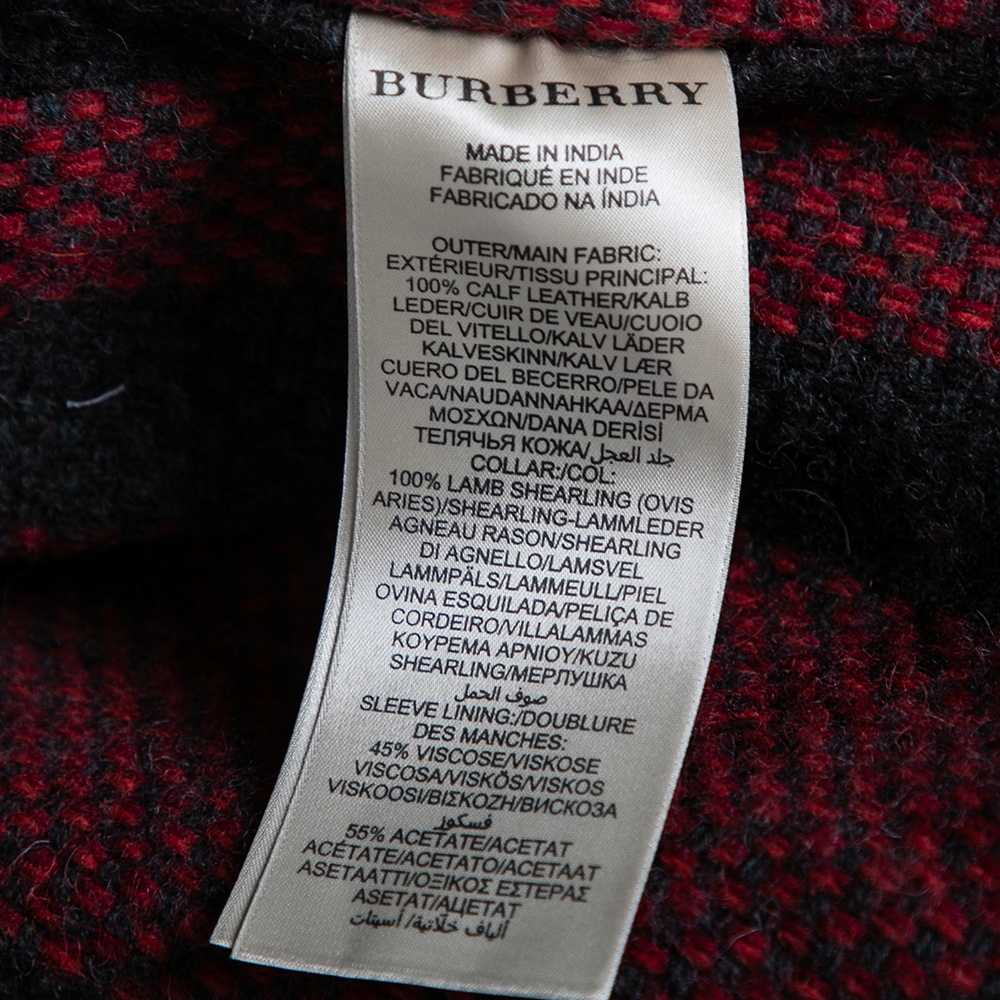 BURBERRY
MADE IN INDIA
FABRIQUÉ EN INDE
FABRICADO NA ÍNDIA
OUTER/MAIN FABRIC:
EXTÉRIEUR/TISSU PRINCIPAL:
100% CALF LEATHER/KALB
LEDER/CUIR DE VEAU/CUOIO
DEL VITELLO/KALV LÄDER
KALVESKINN/KALV LÆR
CUERO DEL BECERRO/PELE DA
VACA/NAUDANNAHKAA/ΔΕΡΜΑ
ΜΟΣΧΩΝ/DANA DERİSİ
ТЕЛЯЧЬЯ КОЖА/جلد العجل
COLLAR:/COL:
100% LAMB SHEARLING (OVIS
ARIES)/SHEARLING-LAMMLEDER
AGNEAU RASON/SHEARLING
DI AGNELLO/LAMSVEL
LAMMPÄLS/LAMMEULL/PIEL
OVINA ESQUILADA/PELIÇA DE
CORDEIRO/VILLALAMMAS
ΚΟΥΡΕΜΑ ΑΡΝΙΟΥ/KUZU
SHEARLING/МЕРЛУШКА
صوف الحمل
SLEEVE LINING:/DOUBLURE
DES MANCHES:
45% VISCOSE/VISKOSE
VISCOSA/VISKÖS/VISKOS
VISKOOSI/ΒΙΣΚΟΖΗ/ВИСКОЗА
فسكوز
55% ACETATE/ACETAT
ACÉTATE/ACETATO/ACETAAT
ASETAATTI/ΟΞΙΚΟΣ ΕΣΤΕΡΑΣ
ASETAT/АЦЕТАТ
ألياف خلّاتية/ أسيتات